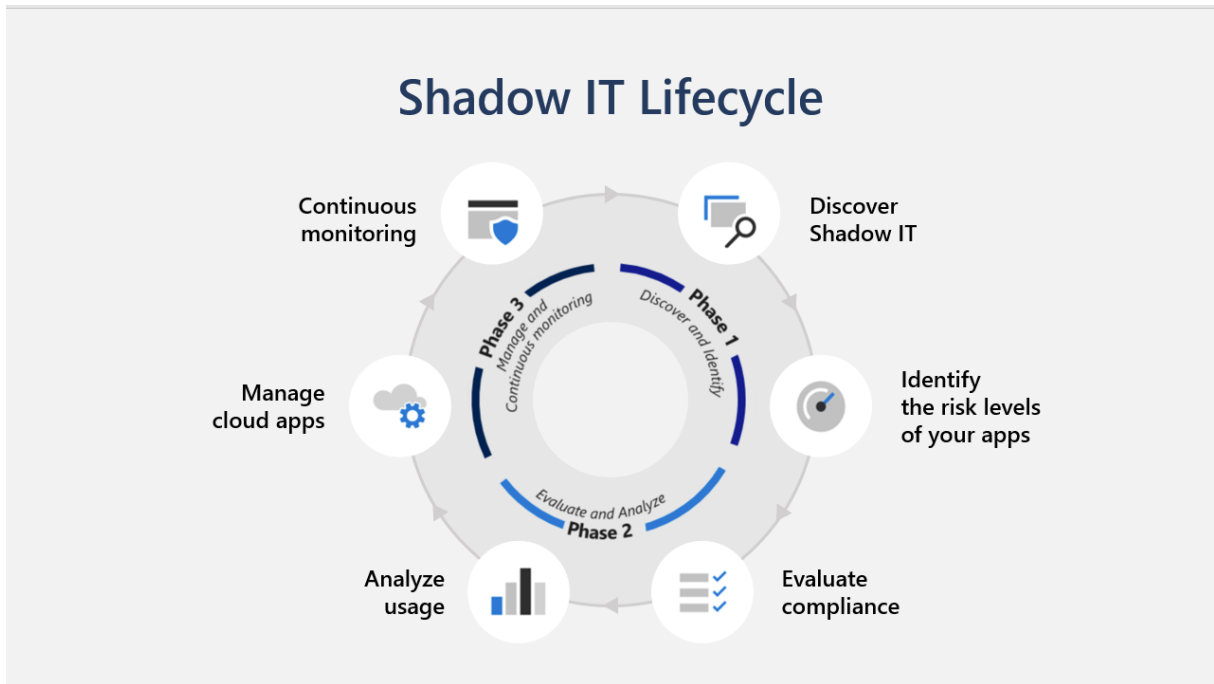 Shadow IT Lifecycle
Continuous
monitoring
Discover
Shadow IT
Phase 3
Manage and
Continuous monitoring
Phase 1
Discover and Identify
Manage
cloud apps
Identify
the risk levels
of your apps
Evaluate and Analyze
Phase 2
Analyze
usage
Evaluate
compliance